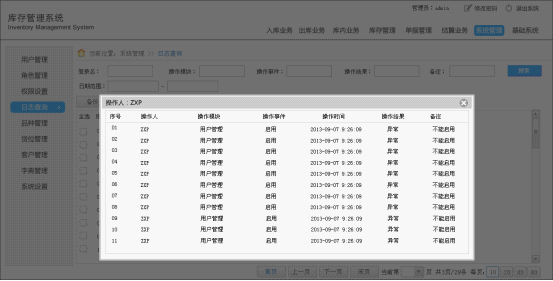 管理员：admin 修改密码 退出系统
库存管理系统
Inventory Management System
入库业务 出库业务 库内业务 库存管理 单据管理 结算业务 系统管理 基础系统
当前位置：系统管理 >> 日志查询
用户管理
角色管理
权限设置
日志查询
品种管理
货位管理
客户管理
字典管理
系统设置
登录名： 操作模块： 操作事件： 操作结果： 备注： 搜索
日期范围： -
操作人：ZXP
全选
序号 操作人 操作模块 操作事件 操作时间 操作结果 备注
01 ZXP 用户管理 启用 2013-09-07 9:26:09 异常 不能启用
02 ZXP 用户管理 启用 2013-09-07 9:26:09 异常 不能启用
03 ZXP 用户管理 启用 2013-09-07 9:26:09 异常 不能启用
04 ZXP 用户管理 启用 2013-09-07 9:26:09 异常 不能启用
05 ZXP 用户管理 启用 2013-09-07 9:26:09 异常 不能启用
06 ZXP 用户管理 启用 2013-09-07 9:26:09 异常 不能启用
07 ZXP 用户管理 启用 2013-09-07 9:26:09 异常 不能启用
08 ZXP 用户管理 启用 2013-09-07 9:26:09 异常 不能启用
09 ZXP 用户管理 启用 2013-09-07 9:26:09 异常 不能启用
10 ZXP 用户管理 启用 2013-09-07 9:26:09 异常 不能启用
11 ZXP 用户管理 启用 2013-09-07 9:26:09 异常 不能启用
首页 上一页 下一页 末页 当前第 页 共3页/29条 每页：10 20 30 50